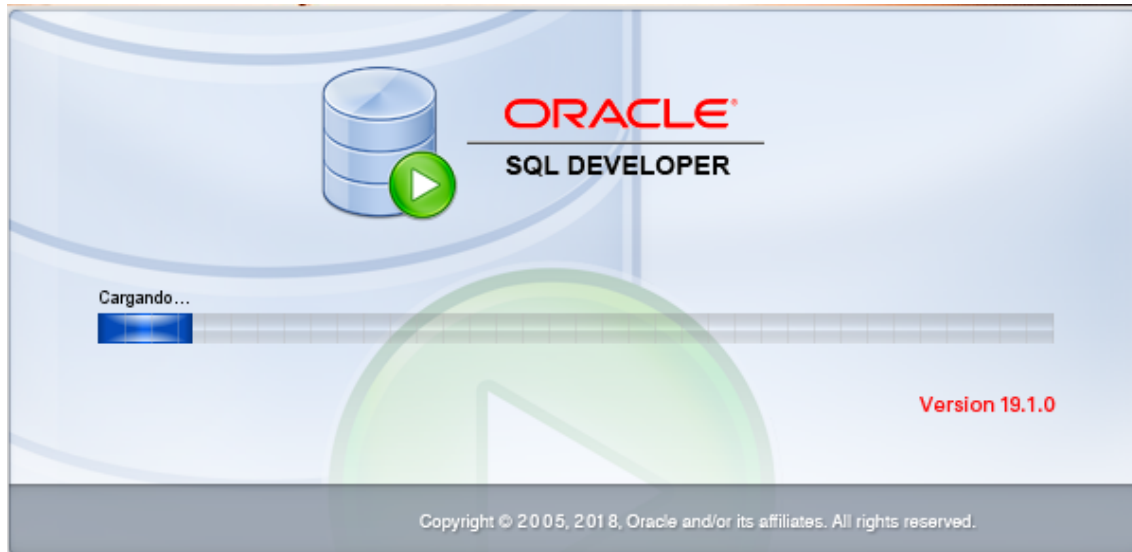 ORACLE®
SQL DEVELOPER
Cargando...
Version 19.1.0
Copyright © 2005, 2018, Oracle and/or its affiliates. All rights reserved.